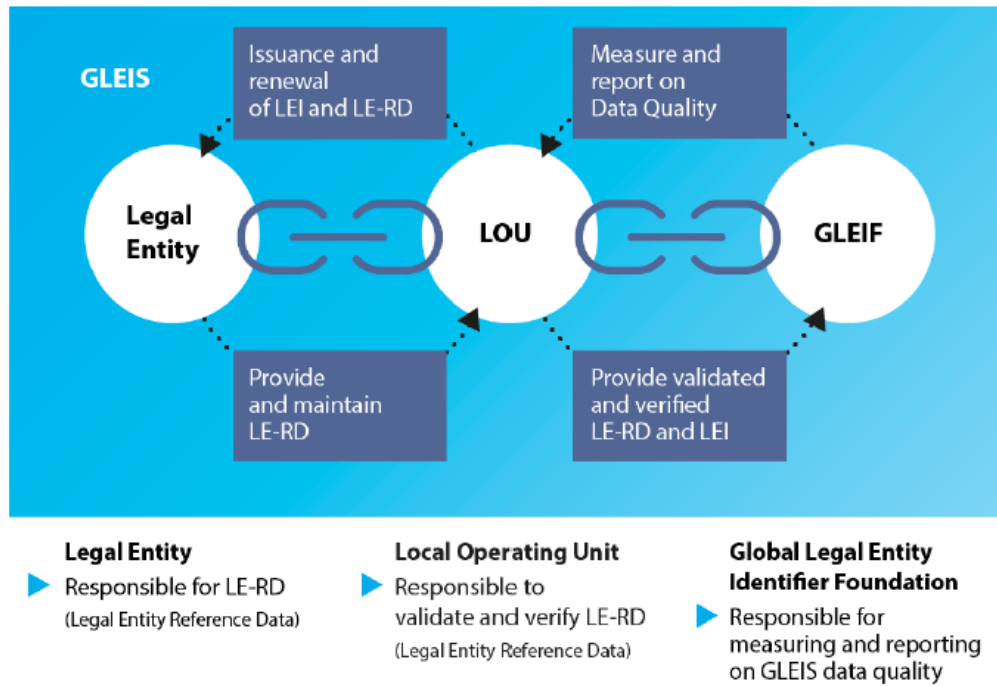 GLEIS
Issuance and
renewal
of LEI and LE-RD
Measure and
report on
Data Quality
Legal
Entity
LOU
GLEIF
Provide
and maintain
LE-RD
Provide validated
and verified
LE-RD and LEI
Legal Entity
Responsible for LE-RD
(Legal Entity Reference Data)
Local Operating Unit
Responsible to
validate and verify LE-RD
(Legal Entity Reference Data)
Global Legal Entity
Identifier Foundation
Responsible for
measuring and reporting
on GLEIS data quality